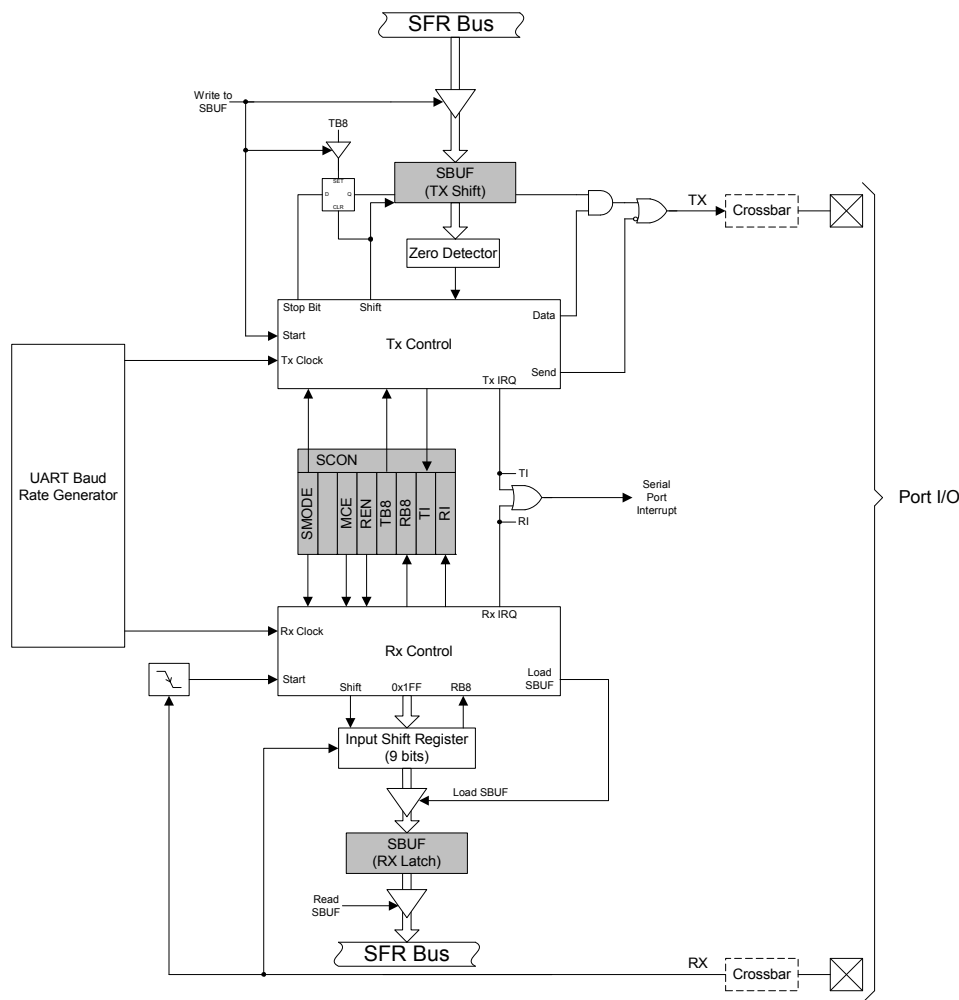 SFR Bus
Write to
SBUF
TB8
SET
D Q
CLR
SBUF
(TX Shift)
TX
Crossbar
Zero Detector
Stop Bit
Shift
Data
Start
Tx Control
Tx Clock
Send
Tx IRQ
UART Baud
Rate Generator
SCON
SMODE
MCE
REN
TB8
RB8
TI
RI
TI
RI
Serial
Port
Interrupt
Port I/O
Rx IRQ
Rx Clock
Rx Control
Start
Load
SBUF
Shift
0x1FF
RB8
Input Shift Register
(9 bits)
Load SBUF
SBUF
(RX Latch)
Read
SBUF
SFR Bus
RX
Crossbar